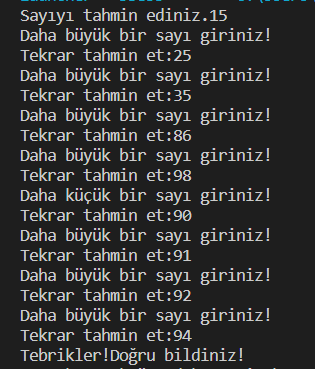 Sayıyı tahmin ediniz.15
Daha büyük bir sayı giriniz!
Tekrar tahmin et:25
Daha büyük bir sayı giriniz!
Tekrar tahmin et:35
Daha büyük bir sayı giriniz!
Tekrar tahmin et:86
Daha büyük bir sayı giriniz!
Tekrar tahmin et:98
Daha küçük bir sayı giriniz!
Tekrar tahmin et:90
Daha büyük bir sayı giriniz!
Tekrar tahmin et:91
Daha büyük bir sayı giriniz!
Tekrar tahmin et:92
Daha büyük bir sayı giriniz!
Tekrar tahmin et:94
Tebrikler!Doğru bildiniz!